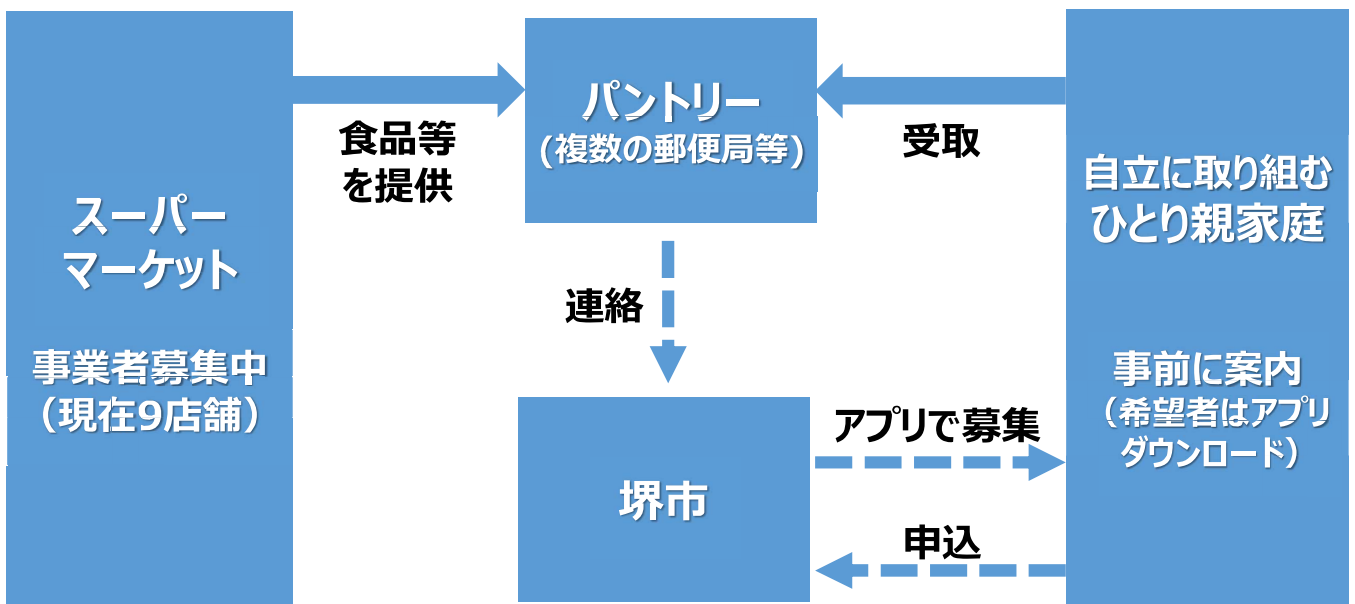 スーパー
マーケット
事業者募集中
（現在9店舗）
食品等
を提供
パントリー
(複数の郵便局等)
受取
連絡
堺市
アプリで募集
申込
自立に取り組む
ひとり親家庭
事前に案内
（希望者はアプリ
ダウンロード）